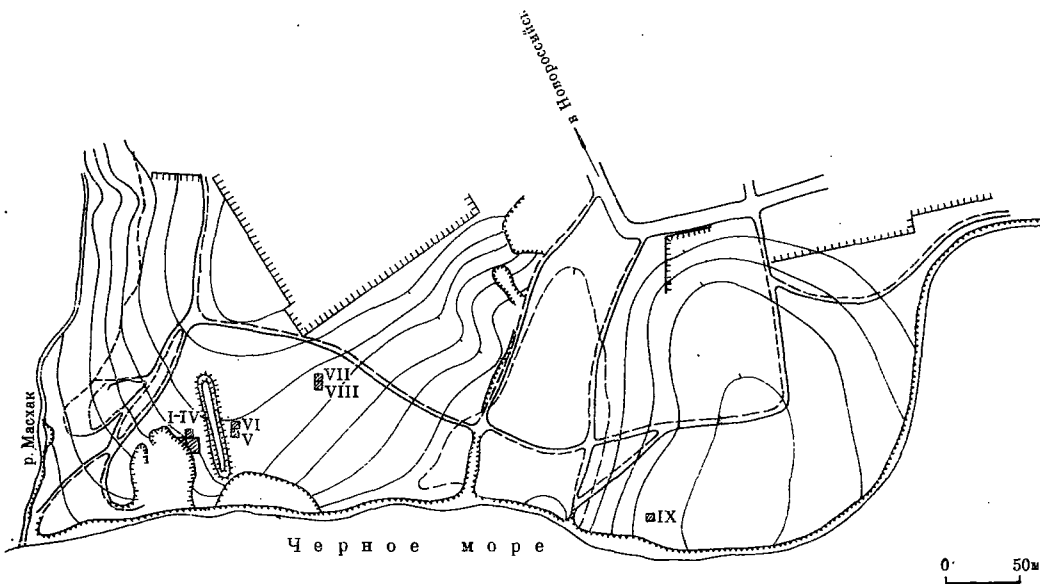 в Новороссийск.
р. Масхак
VII
VIII
I-IV
VI
V
IX
Черное море
0 50м